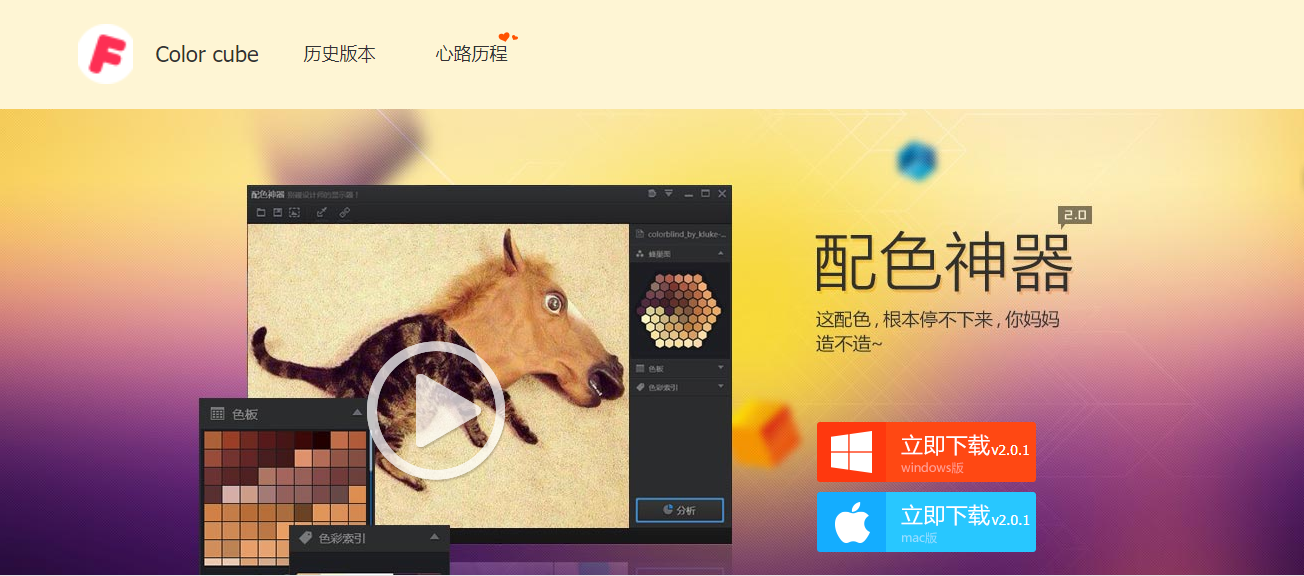 Color cube
历史版本
心路历程
配色神器
colorblind_by_kluke-...
蜂巢图
色板
色彩索引
分析
色板
色彩索引
2.0
配色神器
这配色,根本停不下来,你妈妈
造不造~
立即下载v2.0.1
windows版
立即下载v2.0.1
mac版